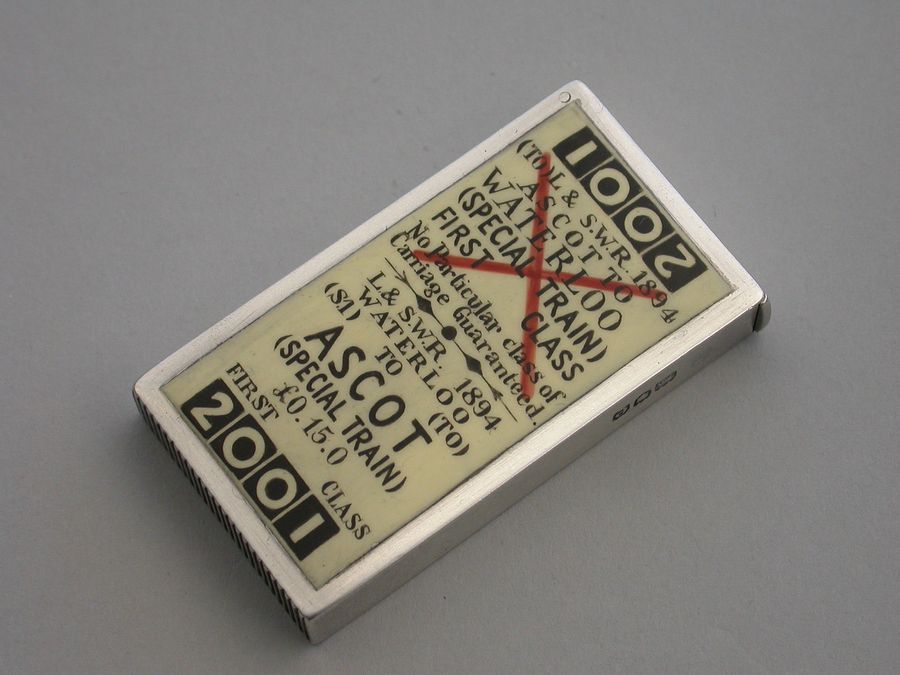 2001
(TO) L & S.W.R. 1894
ASCOT TO
WATERLOO
(SPECIAL TRAIN)
FIRST CLASS
No Particular class of
Carriage Guaranteed.
L.& S.W.R. 1894
WATERLOO
(S1) TO (TO)
ASCOT
(SPECIAL TRAIN)
£0.15.0
FIRST CLASS
2001